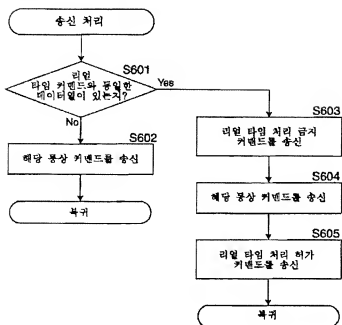 송신 처리
S601
리얼
타임 커맨드와 동일한
데이터열이 있는지?
Yes
No
S602
해당 통상 커맨드를 송신
복귀
S603
리얼 타임 처리 금지
커맨드를 송신
S604
해당 통상 커맨드를 송신
S605
리얼 타임 처리 허가
커맨드를 송신
복귀